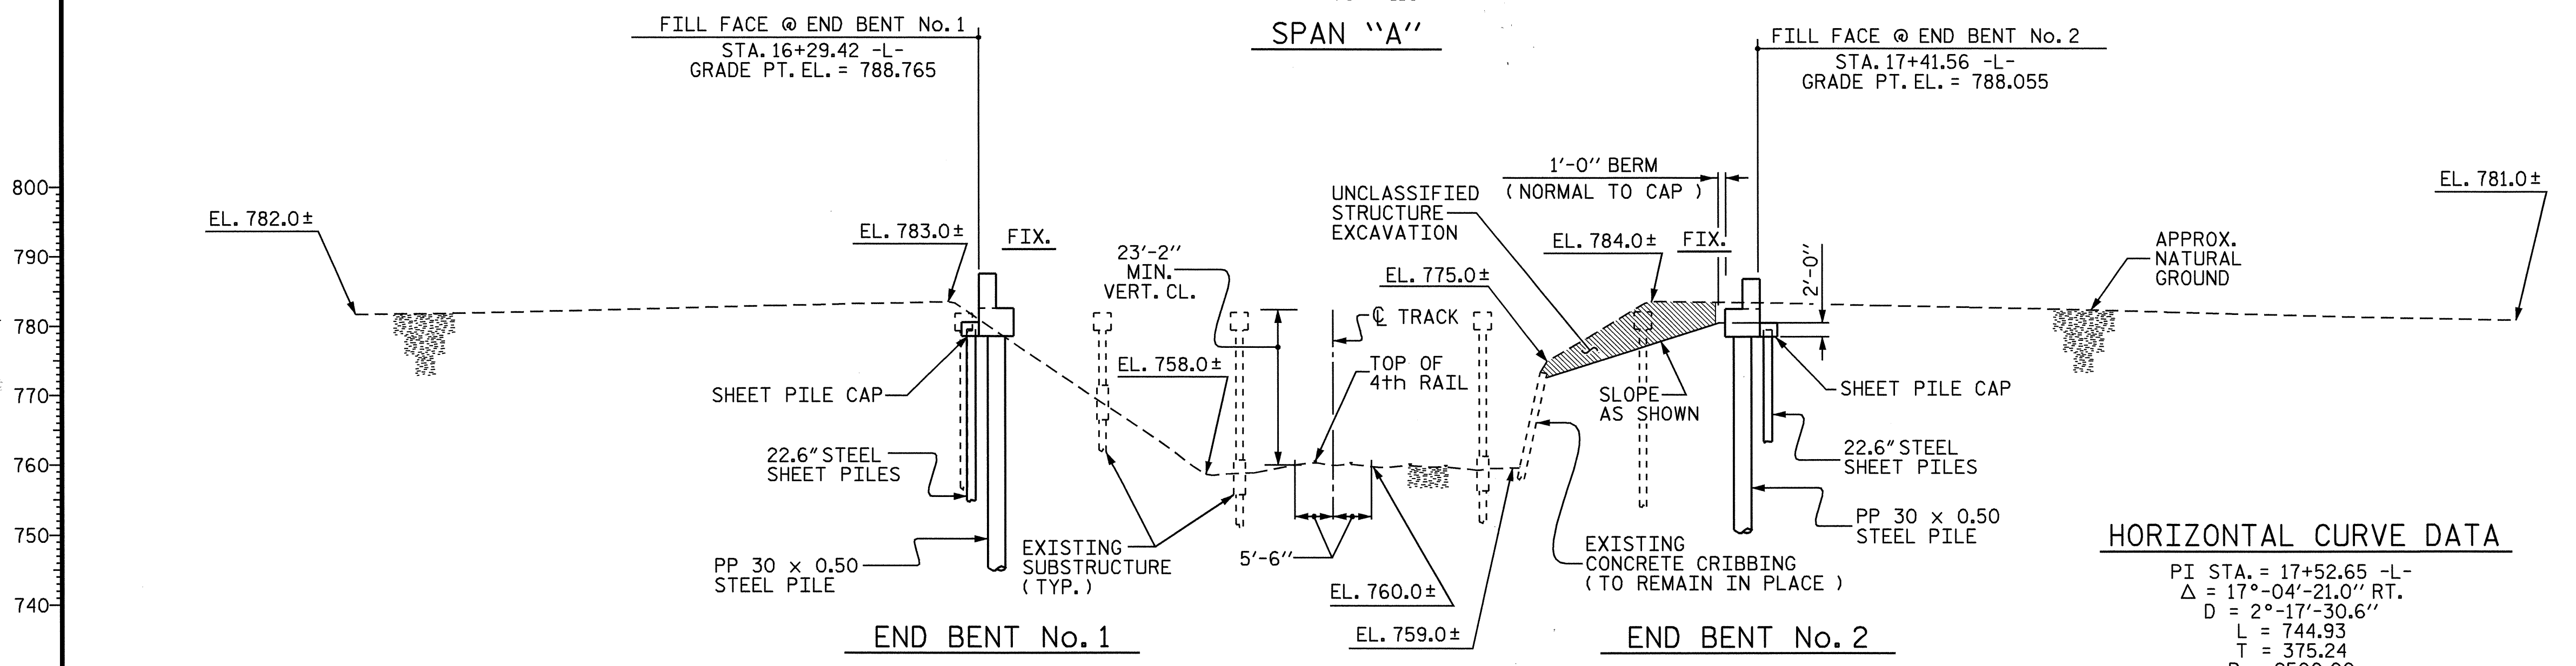 SPAN "A"
FILL FACE @ END BENT No. 1
STA. 16+29.42 -L-
GRADE PT. EL. = 788.765
FILL FACE @ END BENT No. 2
STA. 17+41.56 -L-
GRADE PT. EL. = 788.055
800
790
780
770
760
750
740
EL. 782.0±
EL. 783.0±
FIX.
23'-2"
MIN.
VERT. CL.
℄ TRACK
TOP OF
4th RAIL
EL. 758.0±
SHEET PILE CAP
22.6" STEEL
SHEET PILES
PP 30 x 0.50
STEEL PILE
EXISTING
SUBSTRUCTURE
(TYP.)
5'-6"
EL. 760.0±
EL. 759.0±
UNCLASSIFIED
STRUCTURE
EXCAVATION
1'-0" BERM
( NORMAL TO CAP )
EL. 784.0±
FIX.
EL. 775.0±
2'-0"
SLOPE
AS SHOWN
SHEET PILE CAP
22.6" STEEL
SHEET PILES
PP 30 x 0.50
STEEL PILE
EXISTING
CONCRETE CRIBBING
( TO REMAIN IN PLACE )
APPROX.
NATURAL
GROUND
EL. 781.0±
END BENT No. 1
END BENT No. 2
HORIZONTAL CURVE DATA
PI STA. = 17+52.65 -L-
Δ = 17°-04'-21.0" RT.
D = 2°-17'-30.6"
L = 744.93
T = 375.24